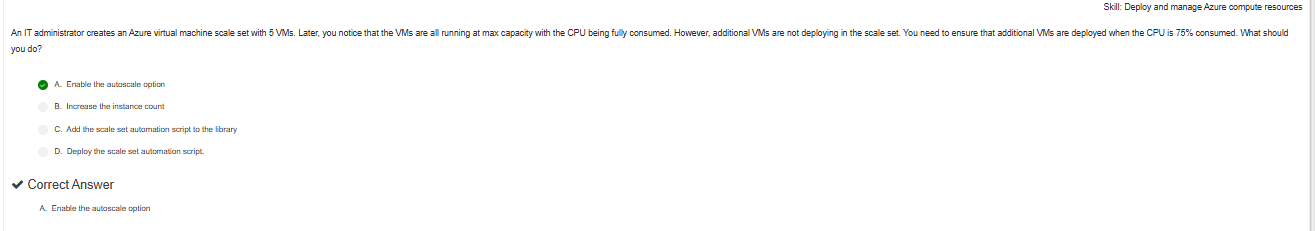 Skill: Deploy and manage Azure compute resources
An IT administrator creates an Azure virtual machine scale set with 5 VMs. Later, you notice that the VMs are all running at max capacity with the CPU being fully consumed. However, additional VMs are not deploying in the scale set. You need to ensure that additional VMs are deployed when the CPU is 75% consumed. What should
you do?
A. Enable the autoscale option
B. Increase the instance count
C. Add the scale set automation script to the library
D. Deploy the scale set automation script.
Correct Answer
A. Enable the autoscale option